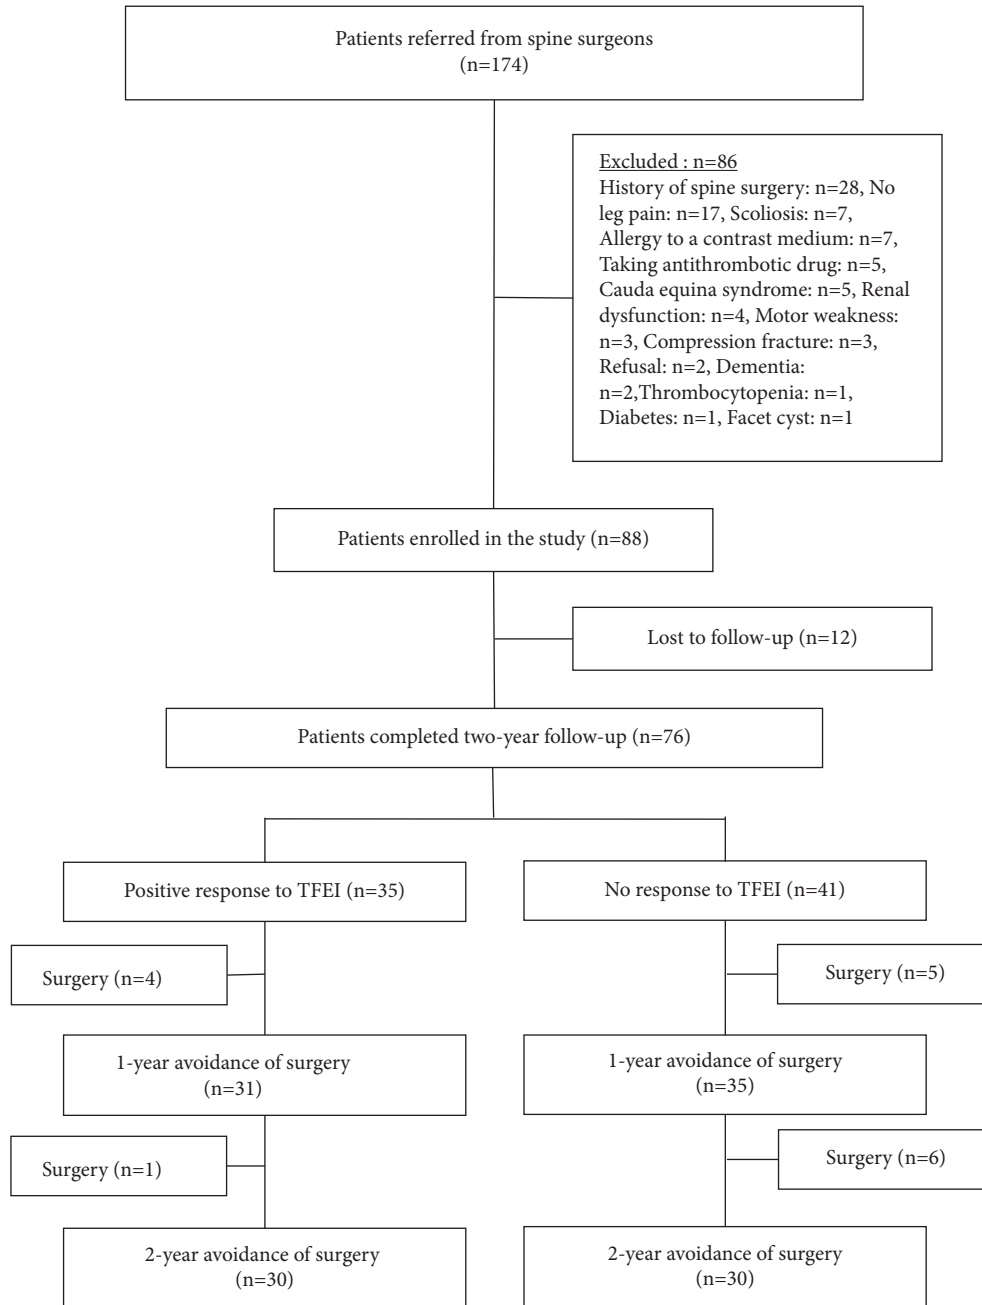 Patients referred from spine surgeons
(n=174)
Excluded : n=86
History of spine surgery: n=28, No
leg pain: n=17, Scoliosis: n=7,
Allergy to a contrast medium: n=7,
Taking antithrombotic drug: n=5,
Cauda equina syndrome: n=5, Renal
dysfunction: n=4, Motor weakness:
n=3, Compression fracture: n=3,
Refusal: n=2, Dementia:
n=2,Thrombocytopenia: n=1,
Diabetes: n=1, Facet cyst: n=1
Patients enrolled in the study (n=88)
Lost to follow-up (n=12)
Patients completed two-year follow-up (n=76)
Positive response to TFEI (n=35)
No response to TFEI (n=41)
Surgery (n=4)
Surgery (n=5)
1-year avoidance of surgery
(n=31)
1-year avoidance of surgery
(n=35)
Surgery (n=1)
Surgery (n=6)
2-year avoidance of surgery
(n=30)
2-year avoidance of surgery
(n=30)